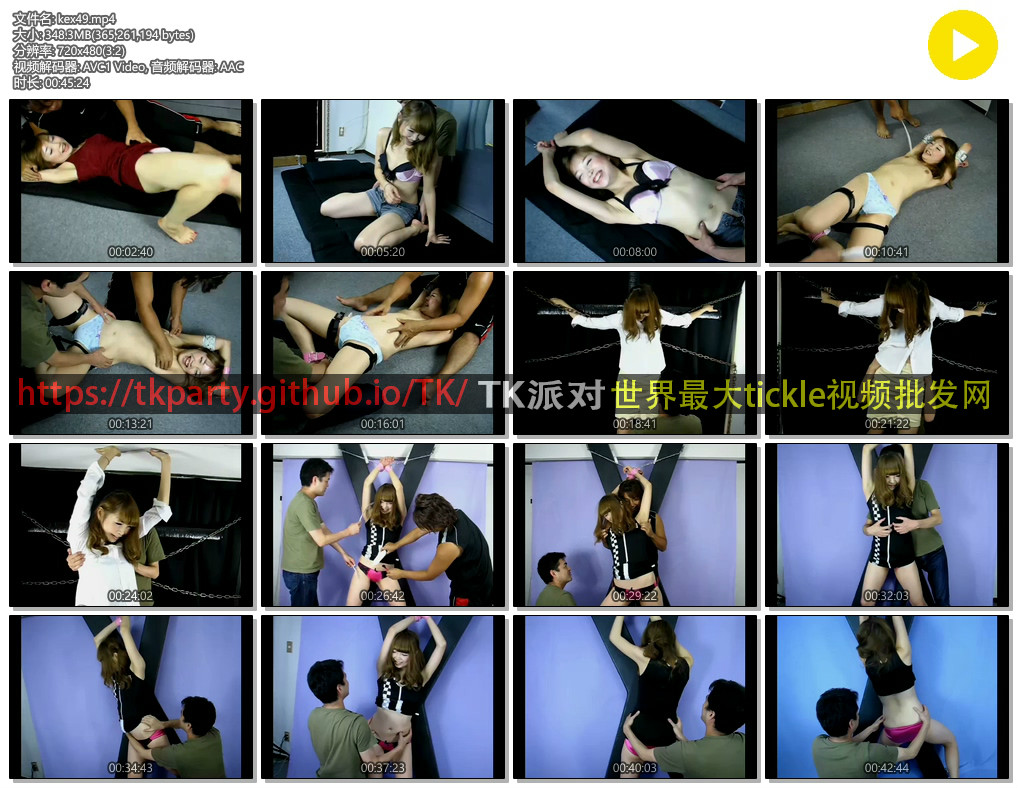 文件名: kex49.mp4
大小: 348.3MB(365,261,194 bytes)
分辨率: 720x480(3:2)
视频解码器: AVC1 Video, 音频解码器: AAC
时长: 00:45:24
00:02:40 00:05:20 00:08:00 00:10:41
https://tkparty.github.io/TK/ TK派对 世界最大tickle视频批发网
00:13:21 00:16:01 00:18:41 00:21:22
00:24:02 00:26:42 00:29:22 00:32:03
00:34:43 00:37:23 00:40:03 00:42:44